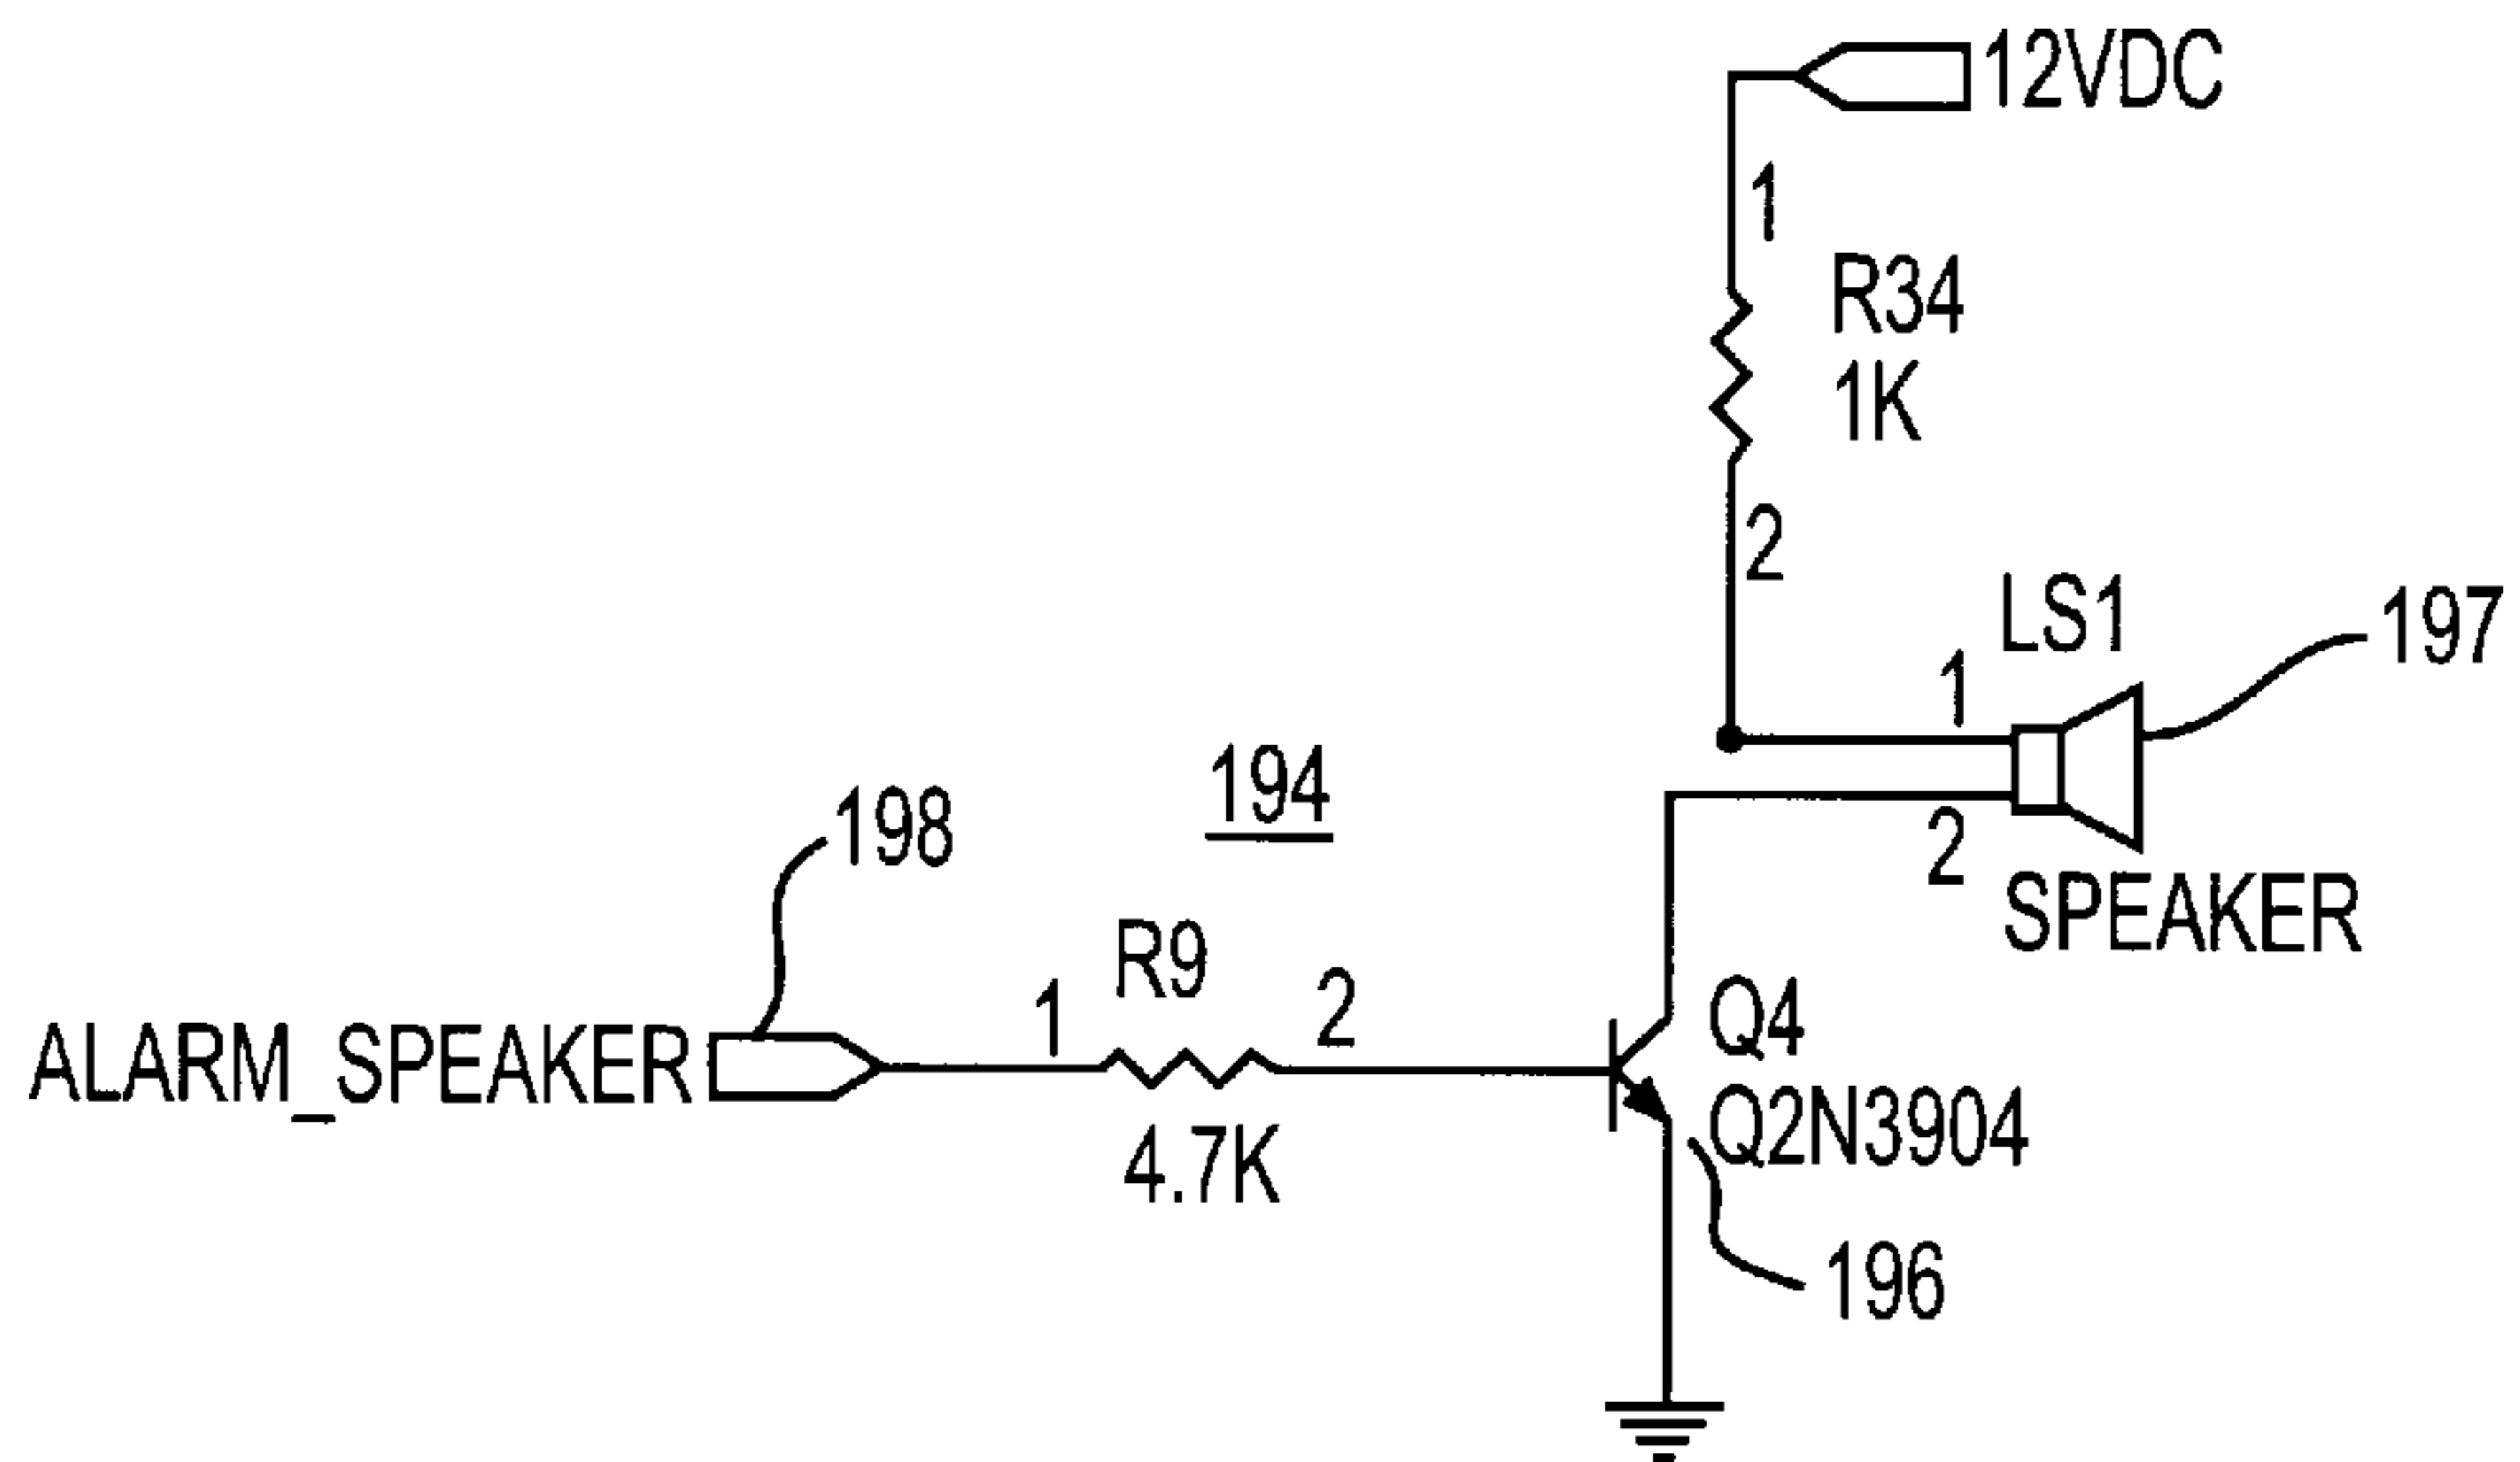 12VDC
1
R34
1K
2
LS1
197
1
194
198
2
SPEAKER
R9
1
2
Q4
ALARM_SPEAKER
Q2N3904
4.7K
196